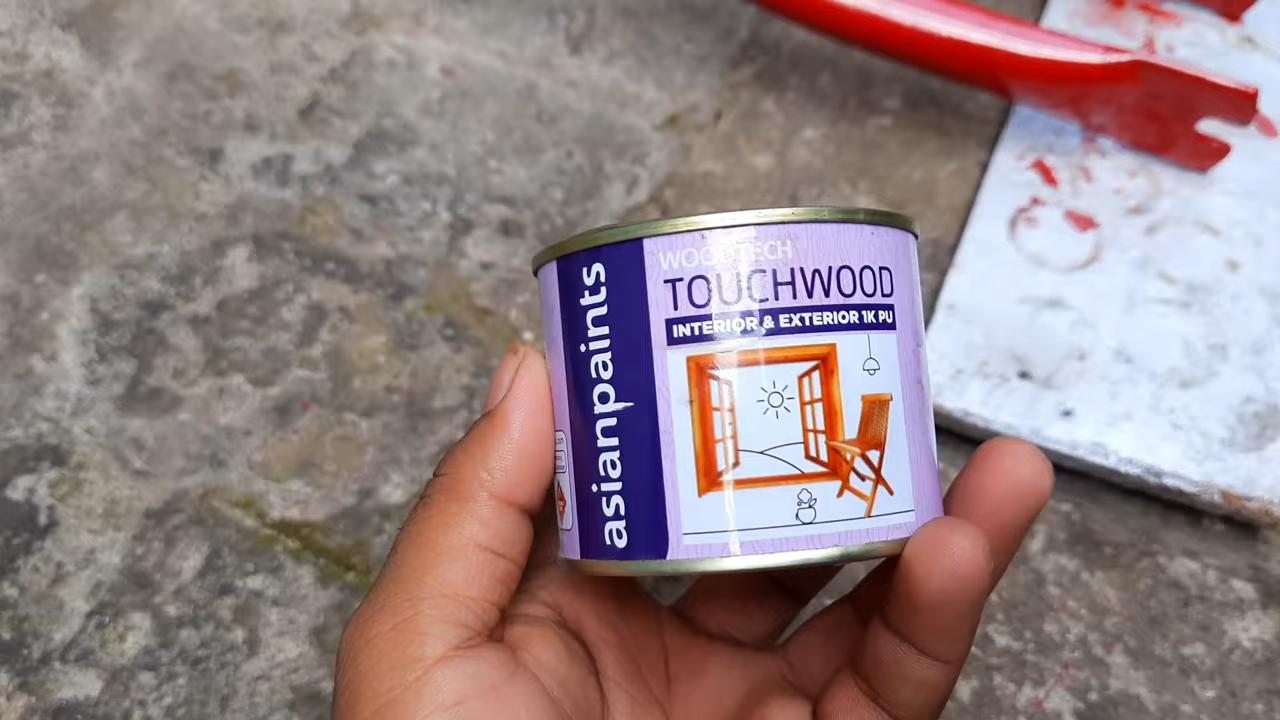 asianpaints
WOODTECH
TOUCHWOOD
INTERIOR & EXTERIOR 1K PU